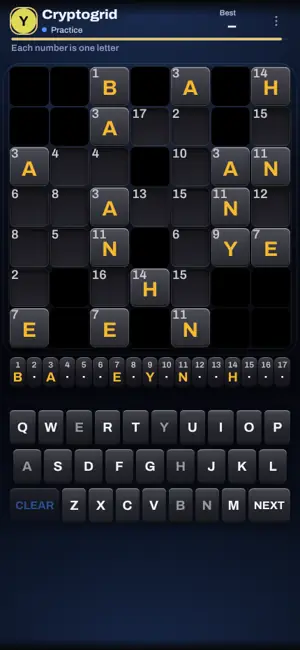 Y Cryptogrid
Practice
Best
–
Each number is one letter
1 B 3 A 14 H
3 A 17 2 15
3 A 4 4 10 3 A 11 N
6 8 3 A 13 15 11 N 12
8 5 11 N 6 9 Y 7 E
2 16 14 H 15
7 E 7 E 11 N
1 2 3 4 5 6 7 8 9 10 11 12 13 14 15 16 17
B · A · · · E · Y · N · · H · · ·
Q W E R T Y U I O P
A S D F G H J K L
CLEAR Z X C V B N M NEXT